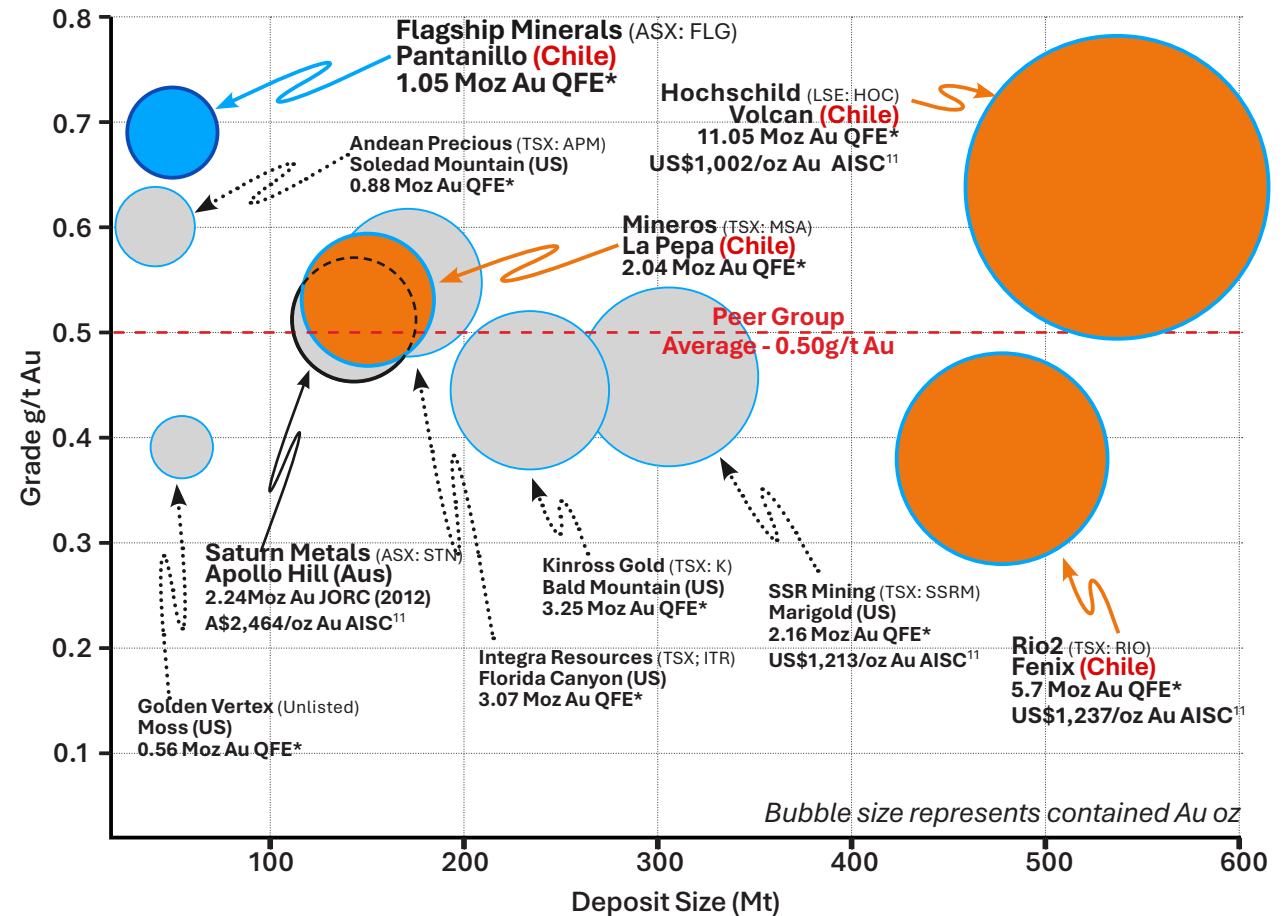 Grade g/t Au
0.8
0.7
0.6
0.5
0.4
0.3
0.2
0.1
Flagship Minerals (ASX: FLG)
Pantanillo (Chile)
1.05 Moz Au QFE*
Hochschild (LSE: HOC)
Volcan (Chile)
11.05 Moz Au QFE*
US$1,002/oz Au AISC11
Andean Precious (TSX: APM)
Soledad Mountain (US)
0.88 Moz Au QFE*
Mineros (TSX: MSA)
La Pepa (Chile)
2.04 Moz Au QFE*
Peer Group
Average - 0.50g/t Au
Saturn Metals (ASX: STN)
Apollo Hill (Aus)
2.24Moz Au JORC (2012)
A$2,464/oz Au AISC11
Kinross Gold (TSX: K)
Bald Mountain (US)
3.25 Moz Au QFE*
SSR Mining (TSX: SSRM)
Marigold (US)
2.16 Moz Au QFE*
US$1,213/oz Au AISC11
Integra Resources (TSX; ITR)
Florida Canyon (US)
3.07 Moz Au QFE*
Rio2 (TSX: RIO)
Fenix (Chile)
5.7 Moz Au QFE*
US$1,237/oz Au AISC11
Golden Vertex (Unlisted)
Moss (US)
0.56 Moz Au QFE*
Bubble size represents contained Au oz
100
200
300
400
500
600
Deposit Size (Mt)